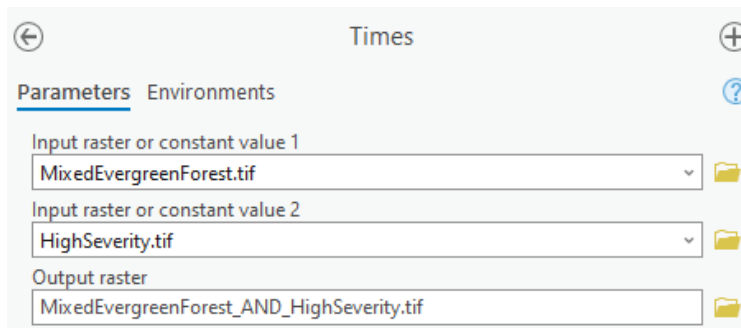 Times
Parameters Environments
Input raster or constant value 1
MixedEvergreenForest.tif
Input raster or constant value 2
HighSeverity.tif
Output raster
MixedEvergreenForest_AND_HighSeverity.tif